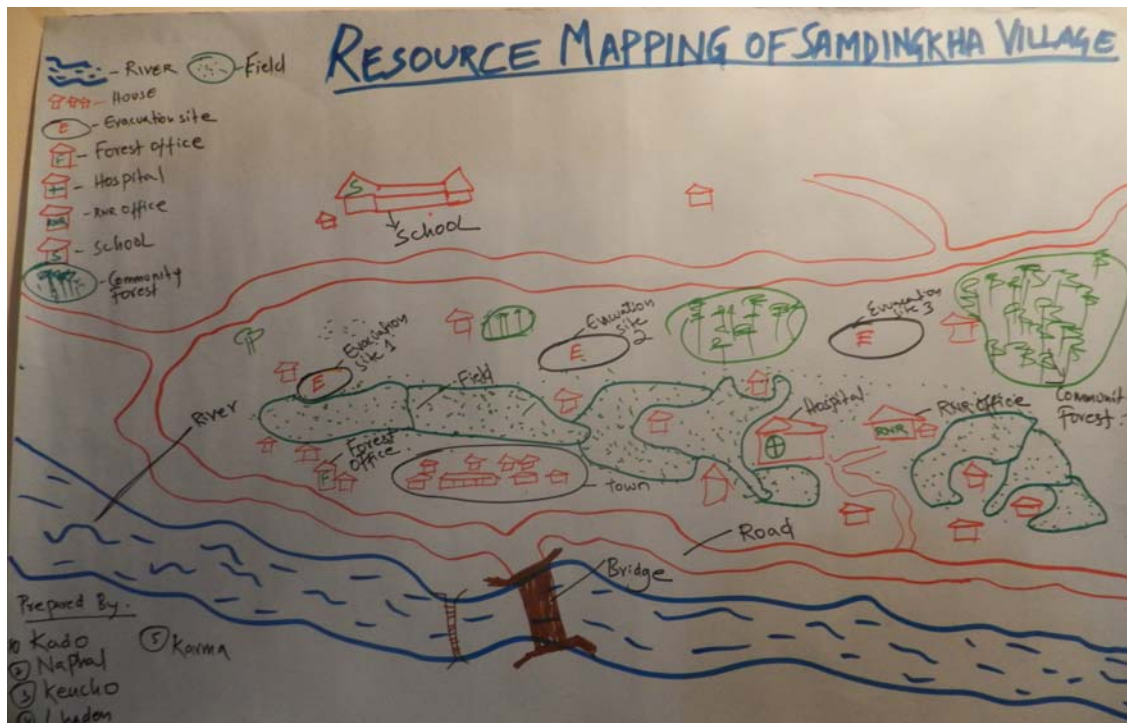 RESOURCE MAPPING OF SAMDINGKHA VILLAGE
- RIVER - Field
- House
E - Evacuation site
F - Forest office
+ - Hospital
RNR - RNR office
S - School
- Community
Forest
S
SCHOOL
Evacuation
site 1
E
Evacuation
site 2
E
Evacuation
site 3
E
Field
River
Forest
Office
F
Town
Hospital
RNR office
RNR
Community
Forest
Road
Bridge
Prepared By.
Kado
② Naphal
③ Kencho
⑤ Karma